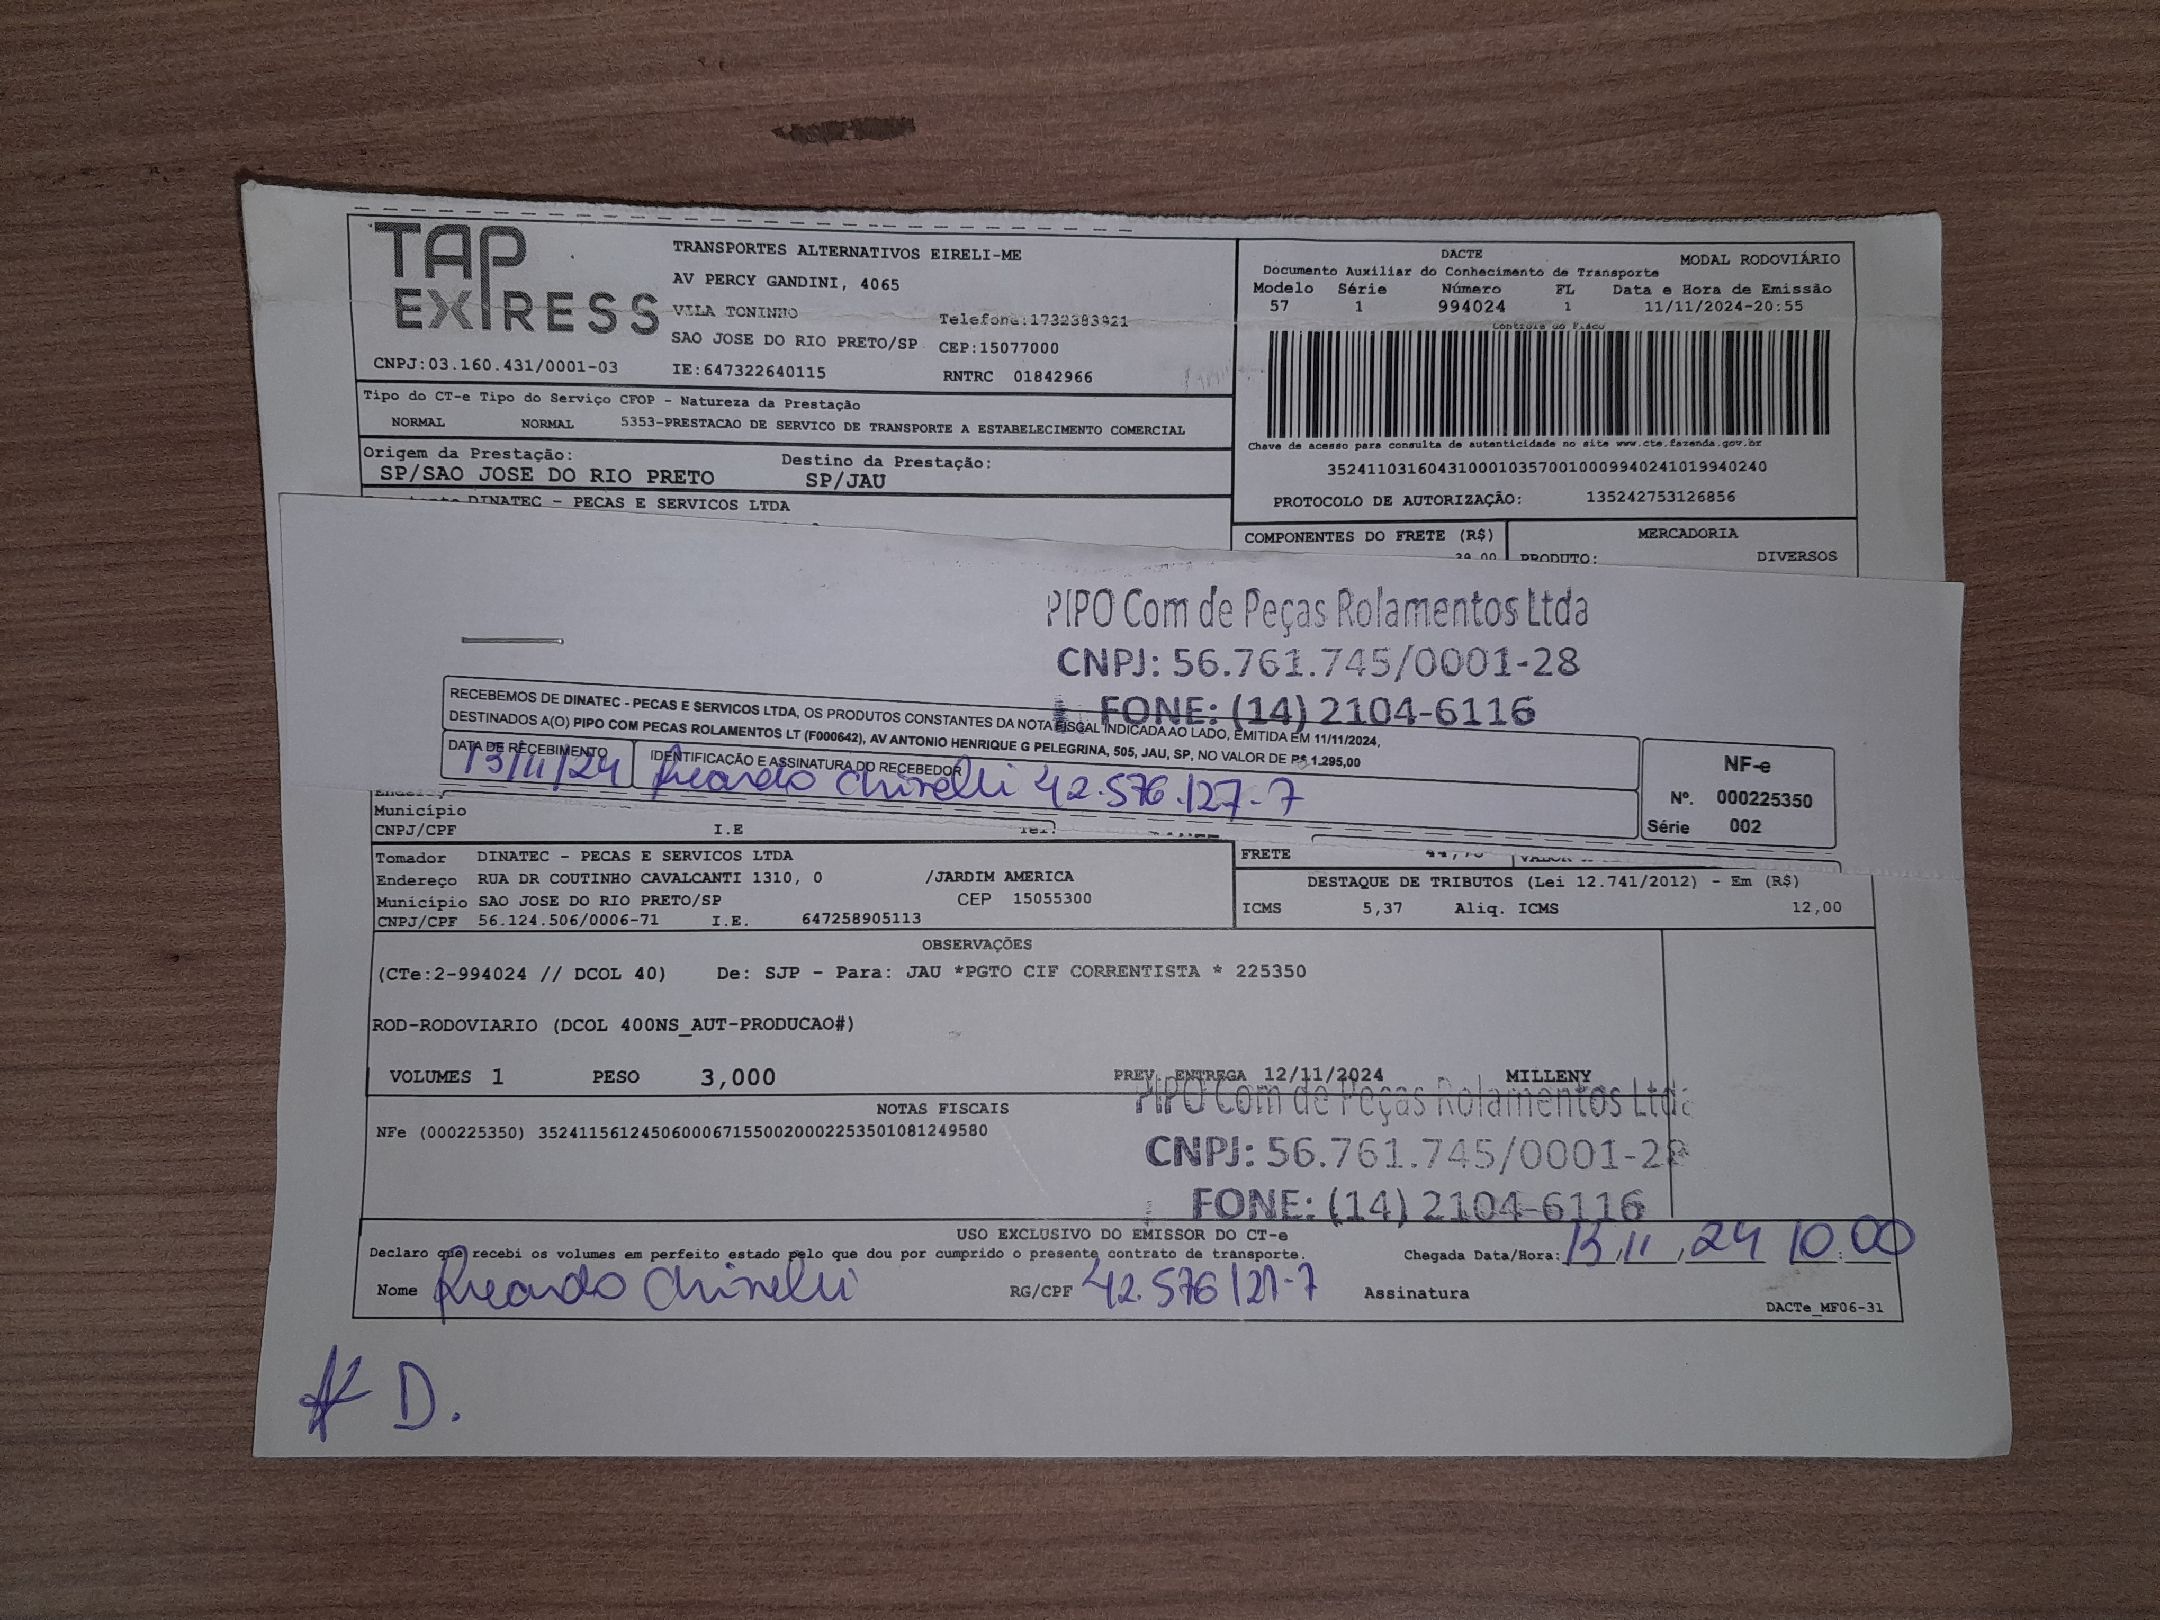 TAP EXPRESS
CNPJ:03.160.431/0001-03
TRANSPORTES ALTERNATIVOS EIRELI-ME
AV PERCY GANDINI, 4065
VILA TONINHO
Telefone:1732383921
SAO JOSE DO RIO PRETO/SP CEP:15077000
IE:647322640115
RNTRC 01842966
DACTE
MODAL RODOVIÁRIO
Documento Auxiliar do Conhecimento de Transporte
Modelo Série Número FL Data e Hora de Emissão
57 1 994024 1 11/11/2024-20:55
Controle do Fisco
Chave de acesso para consulta de autenticidade no site www.cte.fazenda.gov.br
35241103160431000103570010009940241019940240
PROTOCOLO DE AUTORIZAÇÃO: 135242753126856
Tipo do CT-e Tipo do Serviço CFOP - Natureza da Prestação
NORMAL NORMAL 5353-PRESTACAO DE SERVICO DE TRANSPORTE A ESTABELECIMENTO COMERCIAL
Origem da Prestação: Destino da Prestação:
SP/SAO JOSE DO RIO PRETO SP/JAU
DINATEC - PECAS E SERVICOS LTDA
COMPONENTES DO FRETE (R$) MERCADORIA
PRODUTO: DIVERSOS
PIPO Com de Peças Rolamentos Ltda
CNPJ: 56.761.745/0001-28
FONE: (14) 2104-6116
RECEBEMOS DE DINATEC - PECAS E SERVICOS LTDA, OS PRODUTOS CONSTANTES DA NOTA FISCAL INDICADA AO LADO, EMITIDA EM 11/11/2024,
DESTINADOS A(O) PIPO COM PECAS ROLAMENTOS LT (F000642), AV ANTONIO HENRIQUE G PELEGRINA, 505, JAU, SP, NO VALOR DE R$ 1.295,00
DATA DE RECEBIMENTO IDENTIFICAÇÃO E ASSINATURA DO RECEBEDOR
13/11/24 Ricardo Chinelli 42.576.127-7
NF-e
Nº. 000225350
Série 002
Município
CNPJ/CPF I.E
Tomador DINATEC - PECAS E SERVICOS LTDA
Endereço RUA DR COUTINHO CAVALCANTI 1310, 0 /JARDIM AMERICA
Município SAO JOSE DO RIO PRETO/SP CEP 15055300
CNPJ/CPF 56.124.506/0006-71 I.E. 647258905113
FRETE
DESTAQUE DE TRIBUTOS (Lei 12.741/2012) - Em (R$)
ICMS 5,37 Aliq. ICMS 12,00
OBSERVAÇÕES
(CTe:2-994024 // DCOL 40) De: SJP - Para: JAU *PGTO CIF CORRENTISTA * 225350
ROD-RODOVIARIO (DCOL 400NS_AUT-PRODUCAO#)
VOLUMES 1 PESO 3,000 PREV ENTREGA 12/11/2024 MILLENY
NOTAS FISCAIS
NFe (000225350) 35241156124506000671550020002253501081249580
PIPO Com de Peças Rolamentos Ltda
CNPJ: 56.761.745/0001-28
FONE: (14) 2104-6116
USO EXCLUSIVO DO EMISSOR DO CT-e
Declaro que recebi os volumes em perfeito estado pelo que dou por cumprido o presente contrato de transporte.
Chegada Data/Hora: 13/11/24 10:00
Nome Ricardo Chinelli RG/CPF 42.576127-7 Assinatura
DACTe_MF06-31
D.